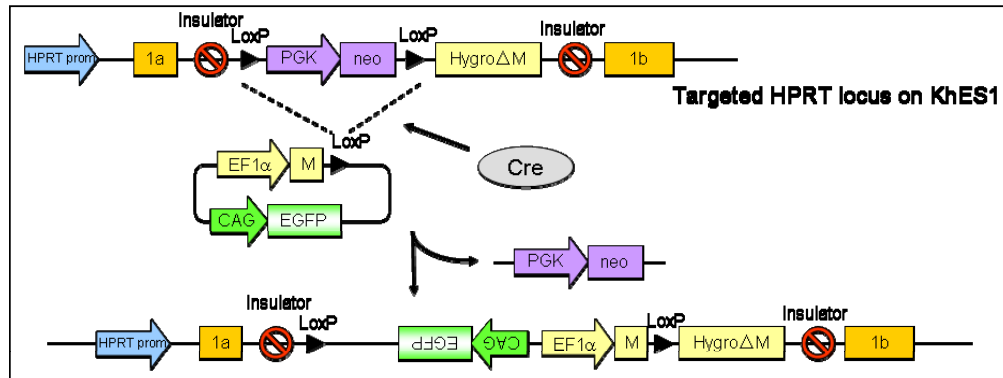 Insulator
LoxP LoxP Insulator
HPRT prom 1a PGK neo HygroΔM 1b
Targeted HPRT locus on KhES1
LoxP
EF1α M
Cre
CAG EGFP
PGK neo
Insulator LoxP LoxP Insulator
HPRT prom 1a EGFP CAG EF1α M HygroΔM 1b